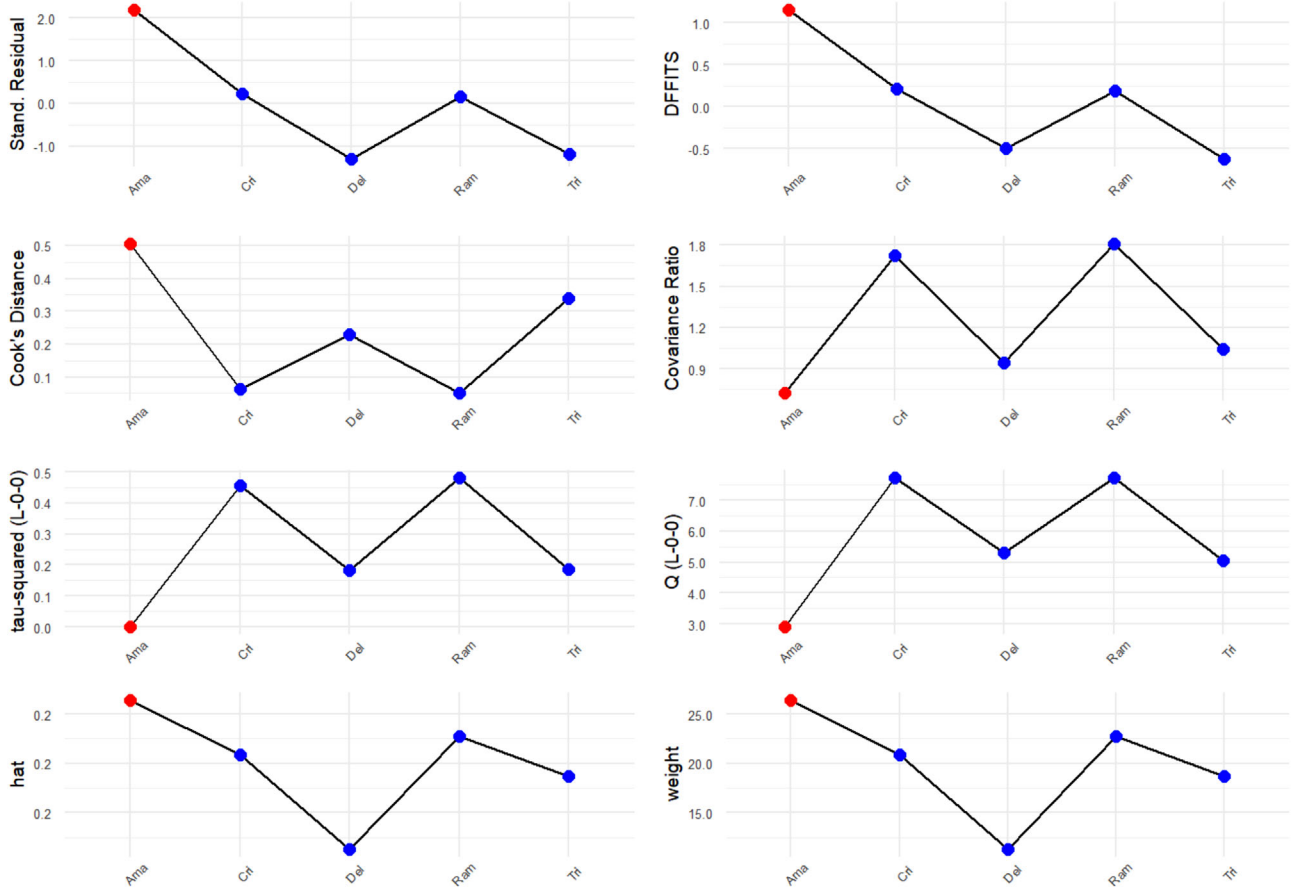 Stand. Residual
2.0
1.0
0.0
-1.0
Ama
Cri
Del
Ram
Tri
DFFITS
1.0
0.5
0.0
-0.5
Ama
Cri
Del
Ram
Tri
Cook's Distance
0.5
0.4
0.3
0.2
0.1
Ama
Cri
Del
Ram
Tri
Covariance Ratio
1.8
1.5
1.2
0.9
Ama
Cri
Del
Ram
Tri
tau-squared (L-0-0)
0.5
0.4
0.3
0.2
0.1
0.0
Ama
Cri
Del
Ram
Tri
Q (L-0-0)
7.0
6.0
5.0
4.0
3.0
Ama
Cri
Del
Ram
Tri
hat
0.2
0.2
0.2
Ama
Cri
Del
Ram
Tri
weight
25.0
20.0
15.0
Ama
Cri
Del
Ram
Tri